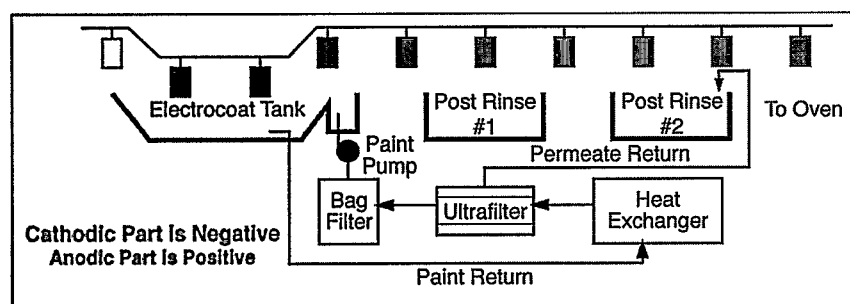 Electrocoat Tank
Post Rinse
#1
Post Rinse
#2
To Oven
Paint
Pump
Permeate Return
Bag
Filter
Ultrafilter
Heat
Exchanger
Cathodic Part is Negative
Anodic Part is Positive
Paint Return